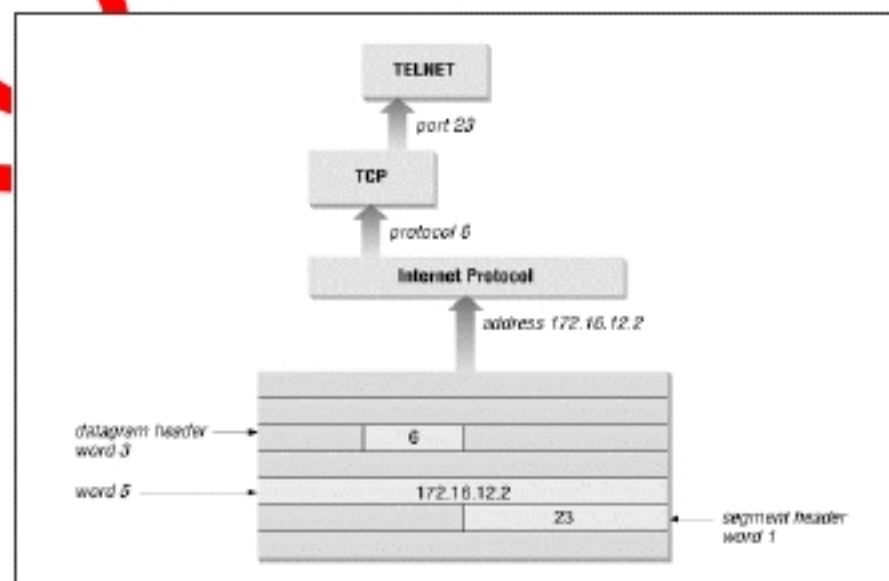 TELNET
port 23
TCP
protocol 6
Internet Protocol
address 172.16.12.2
datagram header
word 3
6
word 5
172.16.12.2
23
segment header
word 1